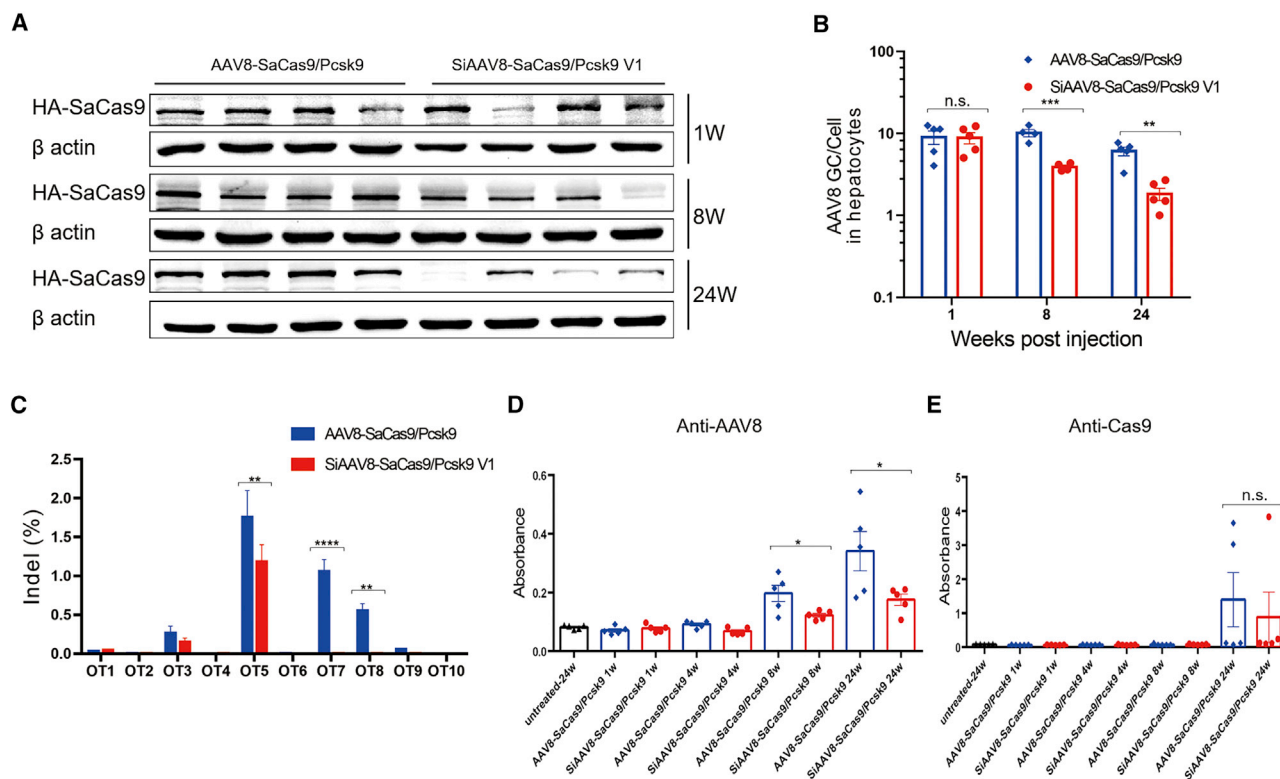 A
AAV8-SaCas9/Pcsk9 SiAAV8-SaCas9/Pcsk9 V1
HA-SaCas9
β actin
1W
HA-SaCas9
β actin
8W
HA-SaCas9
β actin
24W
B
AAV8-SaCas9/Pcsk9
SiAAV8-SaCas9/Pcsk9 V1
AAV8 GC/Cell
in hepatocytes
100
10
1
0.1
n.s.
***
**
1 8 24
Weeks post injection
C
AAV8-SaCas9/Pcsk9
SiAAV8-SaCas9/Pcsk9 V1
Indel (%)
2.5
2.0
1.5
1.0
0.5
0.0
**
****
**
OT1 OT2 OT3 OT4 OT5 OT6 OT7 OT8 OT9 OT10
D
Anti-AAV8
Absorbance
0.6
0.4
0.2
0.0
*
*
untreated-24w
AAV8-SaCas9/Pcsk9 1w
SiAAV8-SaCas9/Pcsk9 1w
AAV8-SaCas9/Pcsk9 4w
SiAAV8-SaCas9/Pcsk9 4w
AAV8-SaCas9/Pcsk9 8w
SiAAV8-SaCas9/Pcsk9 8w
AAV8-SaCas9/Pcsk9 24w
SiAAV8-SaCas9/Pcsk9 24w
E
Anti-Cas9
Absorbance
5
4
3
2
1
0
n.s.
untreated-24w
AAV8-SaCas9/Pcsk9 1w
SiAAV8-SaCas9/Pcsk9 1w
AAV8-SaCas9/Pcsk9 4w
SiAAV8-SaCas9/Pcsk9 4w
AAV8-SaCas9/Pcsk9 8w
SiAAV8-SaCas9/Pcsk9 8w
AAV8-SaCas9/Pcsk9 24w
SiAAV8-SaCas9/Pcsk9 24w